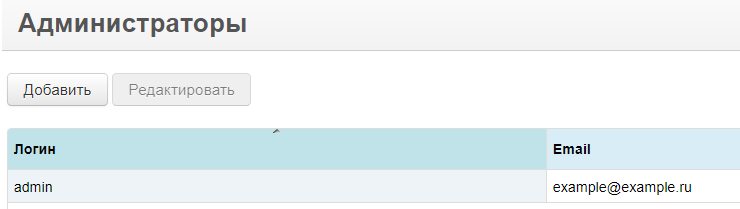 Администраторы
Добавить Редактировать
Логин Email
admin example@example.ru